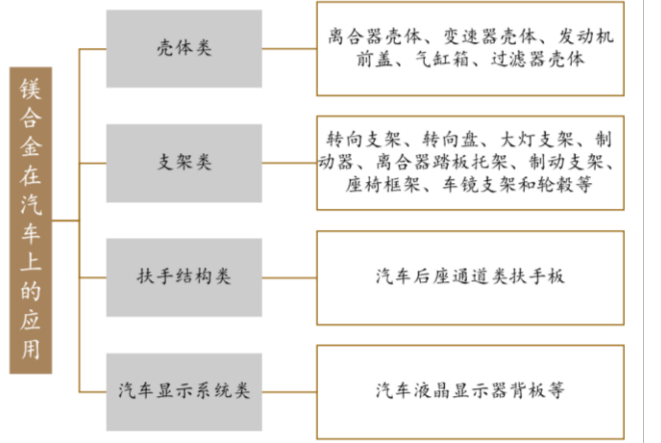 镁合金在汽车上的应用
壳体类
离合器壳体、变速器壳体、发动机
前盖、气缸箱、过滤器壳体
支架类
转向支架、转向盘、大灯支架、制
动器、离合器踏板托架、制动支架、
座椅框架、车镜支架和轮毂等
扶手结构类
汽车后座通道类扶手板
汽车显示系统类
汽车液晶显示器背板等